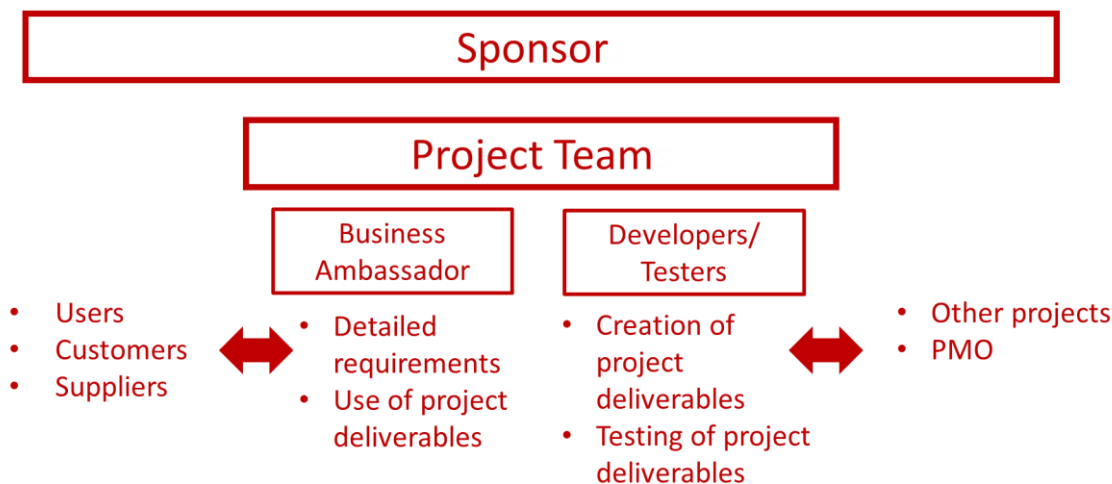 Sponsor
Project Team
Business
Ambassador
Developers/
Testers
• Users
• Customers
• Suppliers
• Detailed
requirements
• Use of project
deliverables
• Creation of
project
deliverables
• Testing of project
deliverables
• Other projects
• PMO